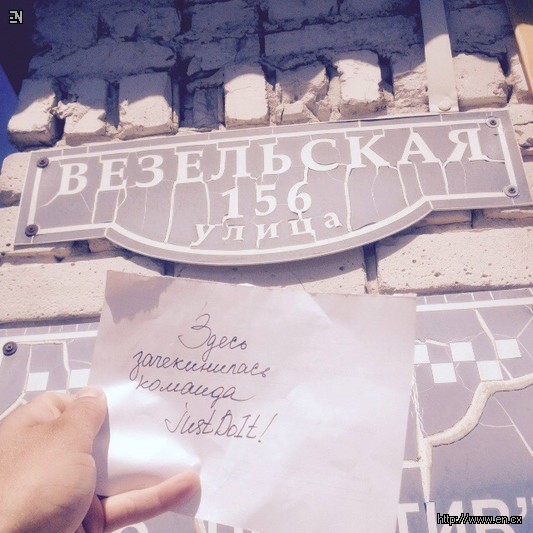 EN
ВЕЗЕЛЬСКАЯ
156
улица
Здесь
зачекинилась
команда
JustDoIt!
http://www.en.cx